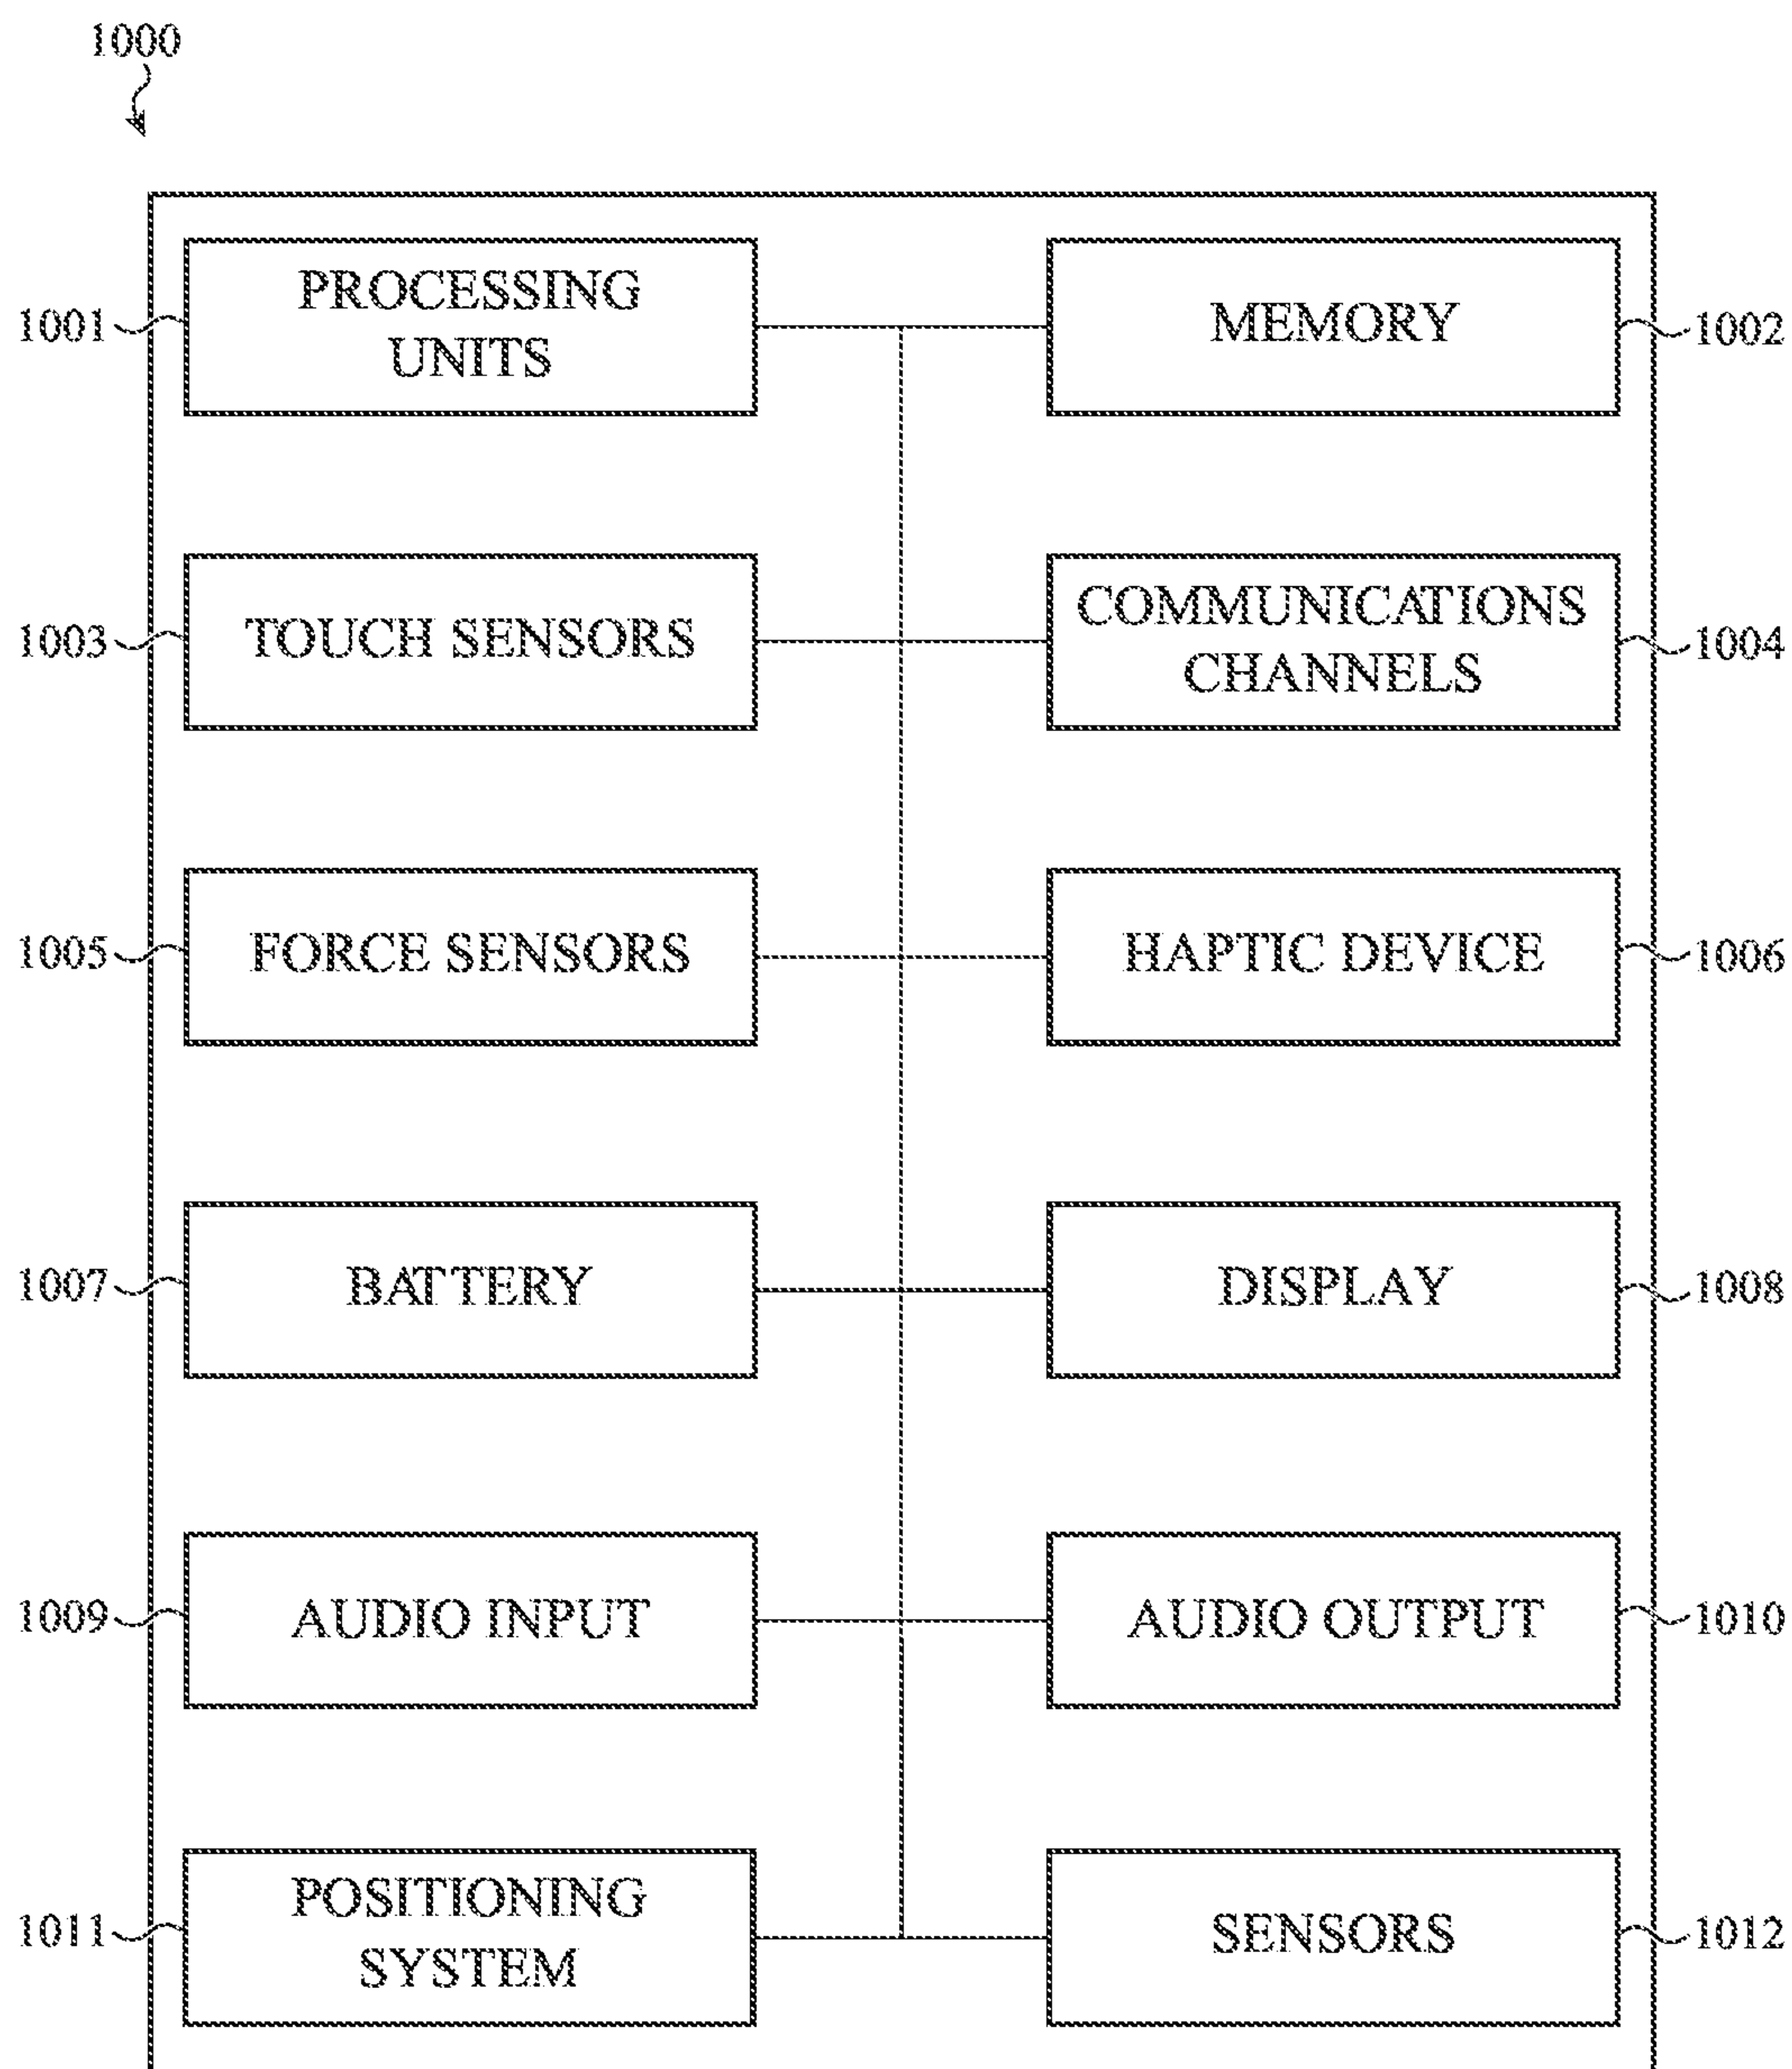 1000
PROCESSING
UNITS
1001
MEMORY
1002
TOUCH SENSORS
1003
COMMUNICATIONS
CHANNELS
1004
FORCE SENSORS
1005
HAPTIC DEVICE
1006
BATTERY
1007
DISPLAY
1008
AUDIO INPUT
1009
AUDIO OUTPUT
1010
POSITIONING
SYSTEM
1011
SENSORS
1012